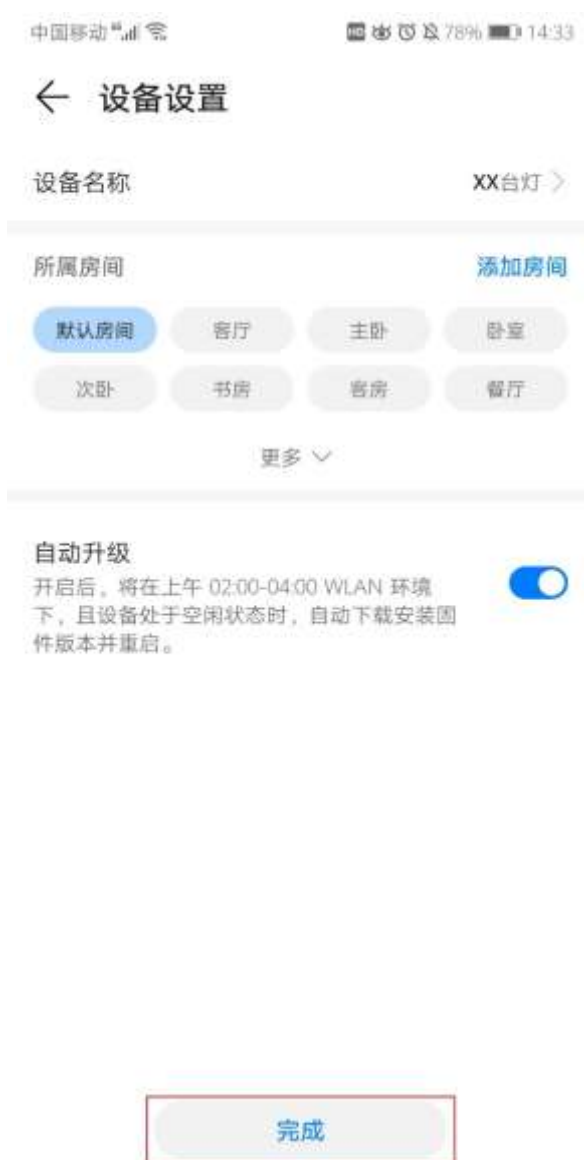 中国移动 46 HD 78% 14:33
← 设备设置
设备名称 XX台灯 >
所属房间 添加房间
默认房间 客厅 主卧 卧室
次卧 书房 客房 餐厅
更多
自动升级
开启后，将在上午 02:00-04:00 WLAN 环境
下，且设备处于空闲状态时，自动下载安装固
件版本并重启。
完成